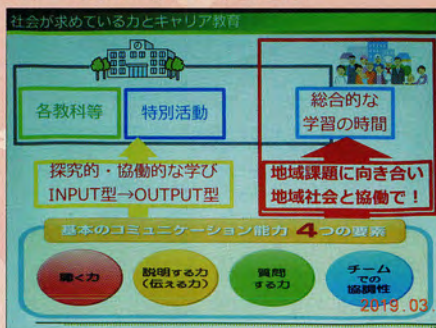 社会が求めている力とキャリア教育
各教科等
特別活動
総合的な
学習の時間
探究的・協働的な学び
INPUT型→OUTPUT型
地域課題に向き合い
地域社会と協働で！
基本のコミュニケーション能力 4つの要素
聞く力
説明する力
(伝える力)
質問
する力
チーム
での
協調性
2019.03.